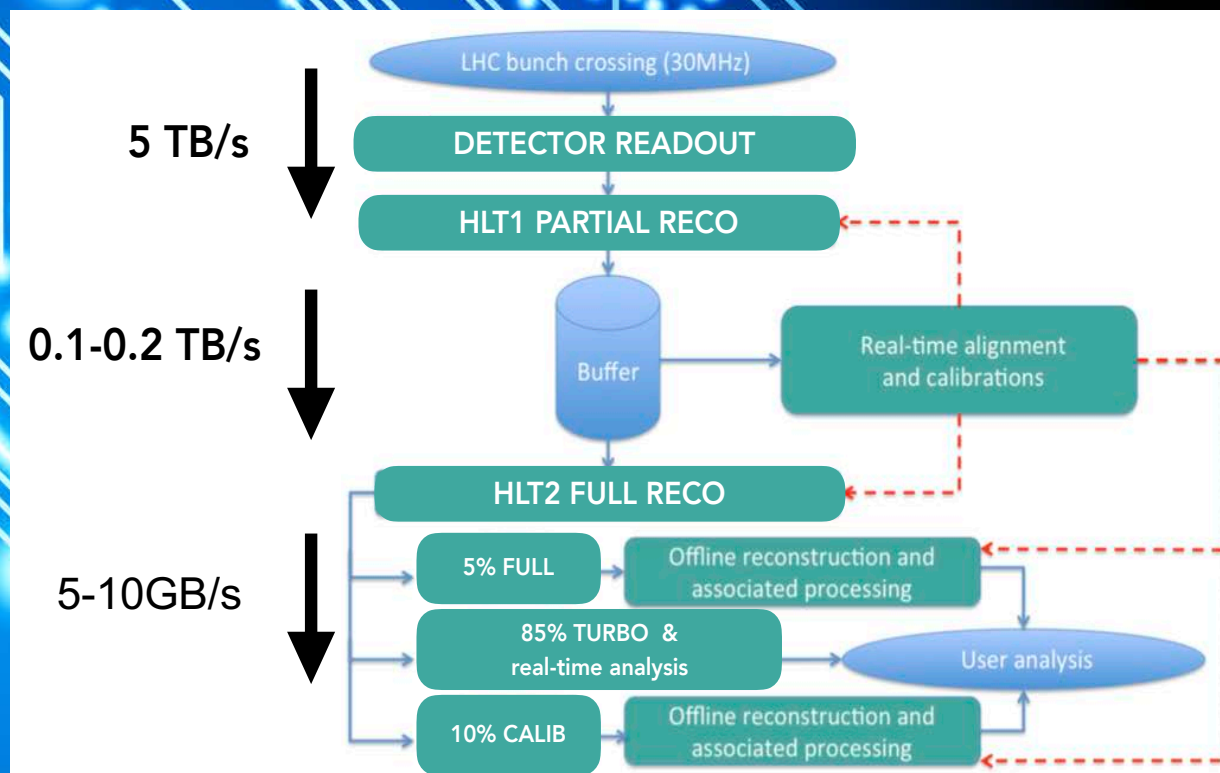 LHC bunch crossing (30MHz)
5 TB/s
DETECTOR READOUT
HLT1 PARTIAL RECO
0.1-0.2 TB/s
Buffer
Real-time alignment
and calibrations
HLT2 FULL RECO
5-10GB/s
5% FULL
Offline reconstruction and
associated processing
85% TURBO &
real-time analysis
User analysis
10% CALIB
Offline reconstruction and
associated processing